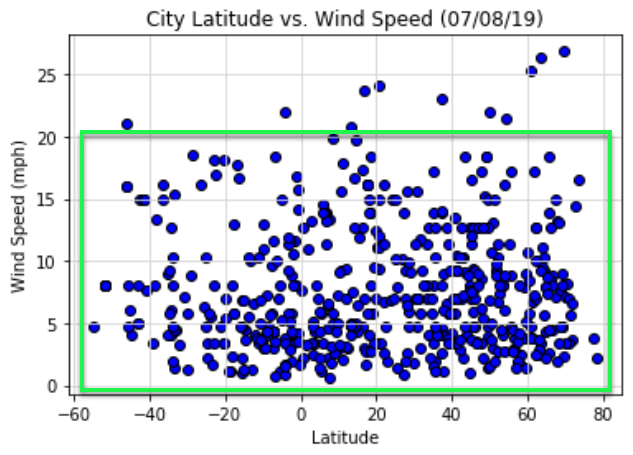 City Latitude vs. Wind Speed (07/08/19)
25
20
15
10
5
0
Wind Speed (mph)
−60 −40 −20 0 20 40 60 80
Latitude